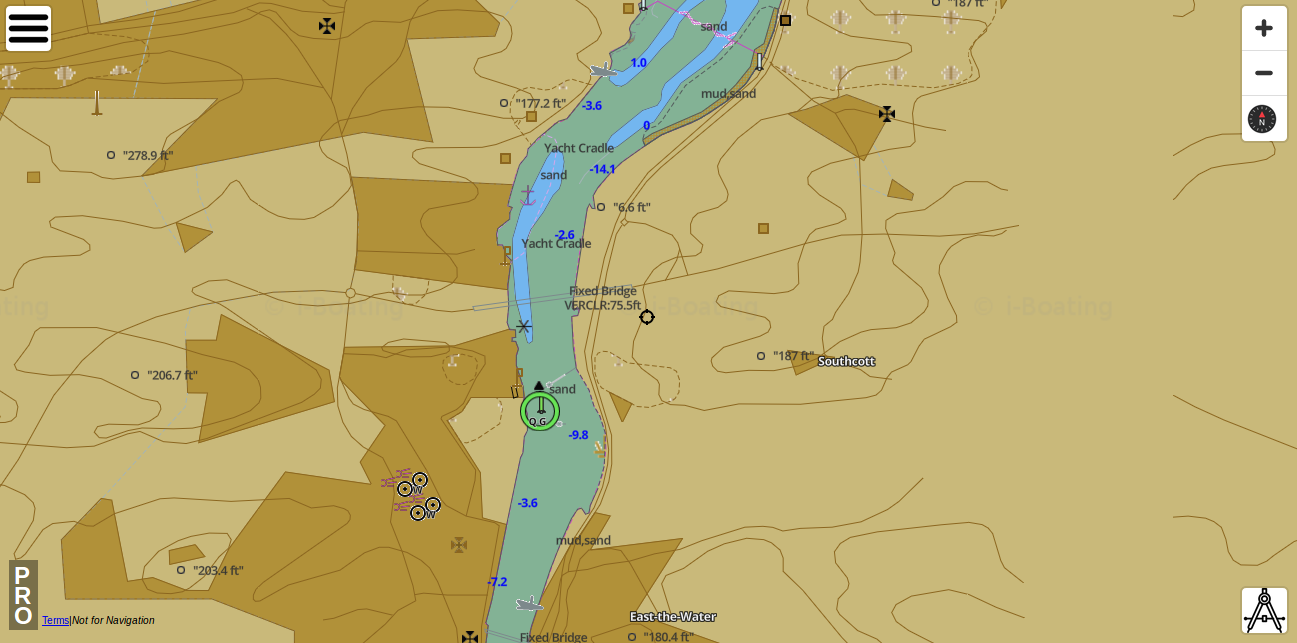 "187 ft"
sand
1.0
mud,sand
"177.2 ft"
-3.6
0
Yacht Cradle
"278.9 ft"
-14.1
sand
"6.6 ft"
-2.6
Yacht Cradle
Fixed Bridge
VERCLR:75.5ft
ating
© i-Boating
i-Boating
© i-Boating
"187 ft"
Southcott
"206.7 ft"
sand
Q.G
-9.8
W
-3.6
W
mud,sand
"203.4 ft"
-7.2
PRO
Terms|Not for Navigation
East-the-Water
Fixed Bridge
"180.4 ft"
N